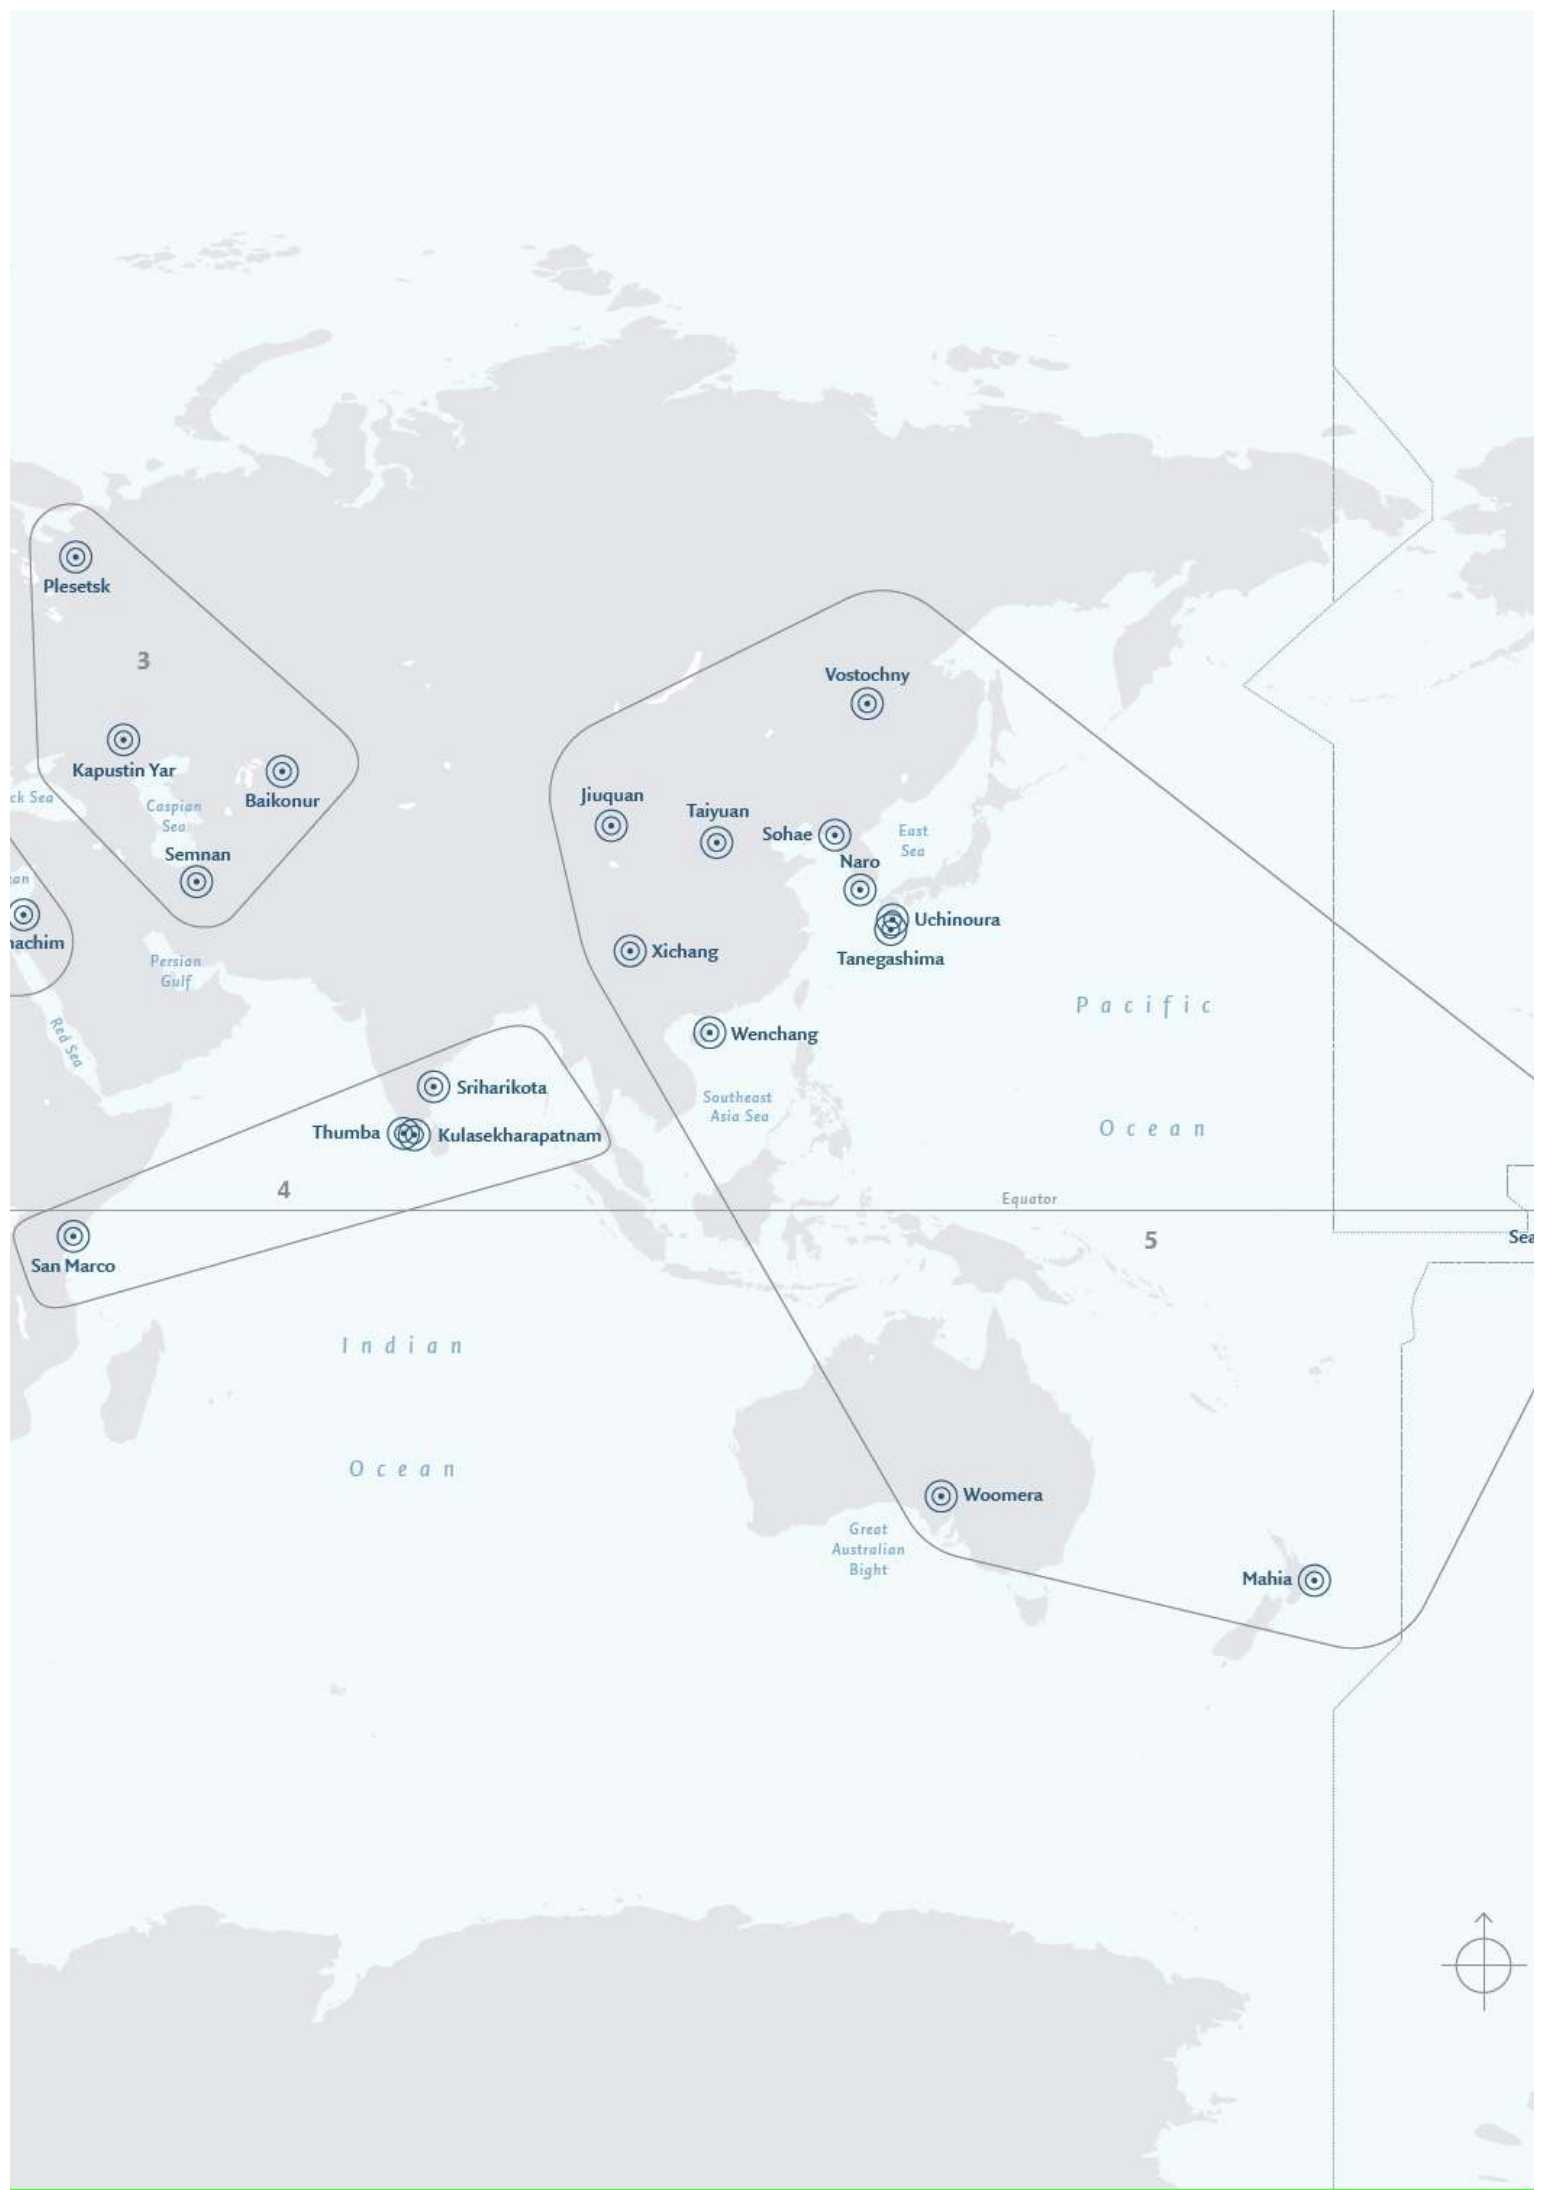 Plesetsk
3
Vostochny
Kapustin Yar
Baikonur
ck Sea
Caspian
Sea
Semnan
Jiuquan
Taiyuan
Sohae
East
Sea
Naro
Uchinoura
Tanegashima
achim
Persian
Gulf
Xichang
Red Sea
Pacific
Ocean
Wenchang
Southeast
Asia Sea
Sriharikota
Thumba
Kulasekharapatnam
4
Equator
5
Sea
San Marco
Indian
Ocean
Woomera
Great
Australian
Bight
Mahia